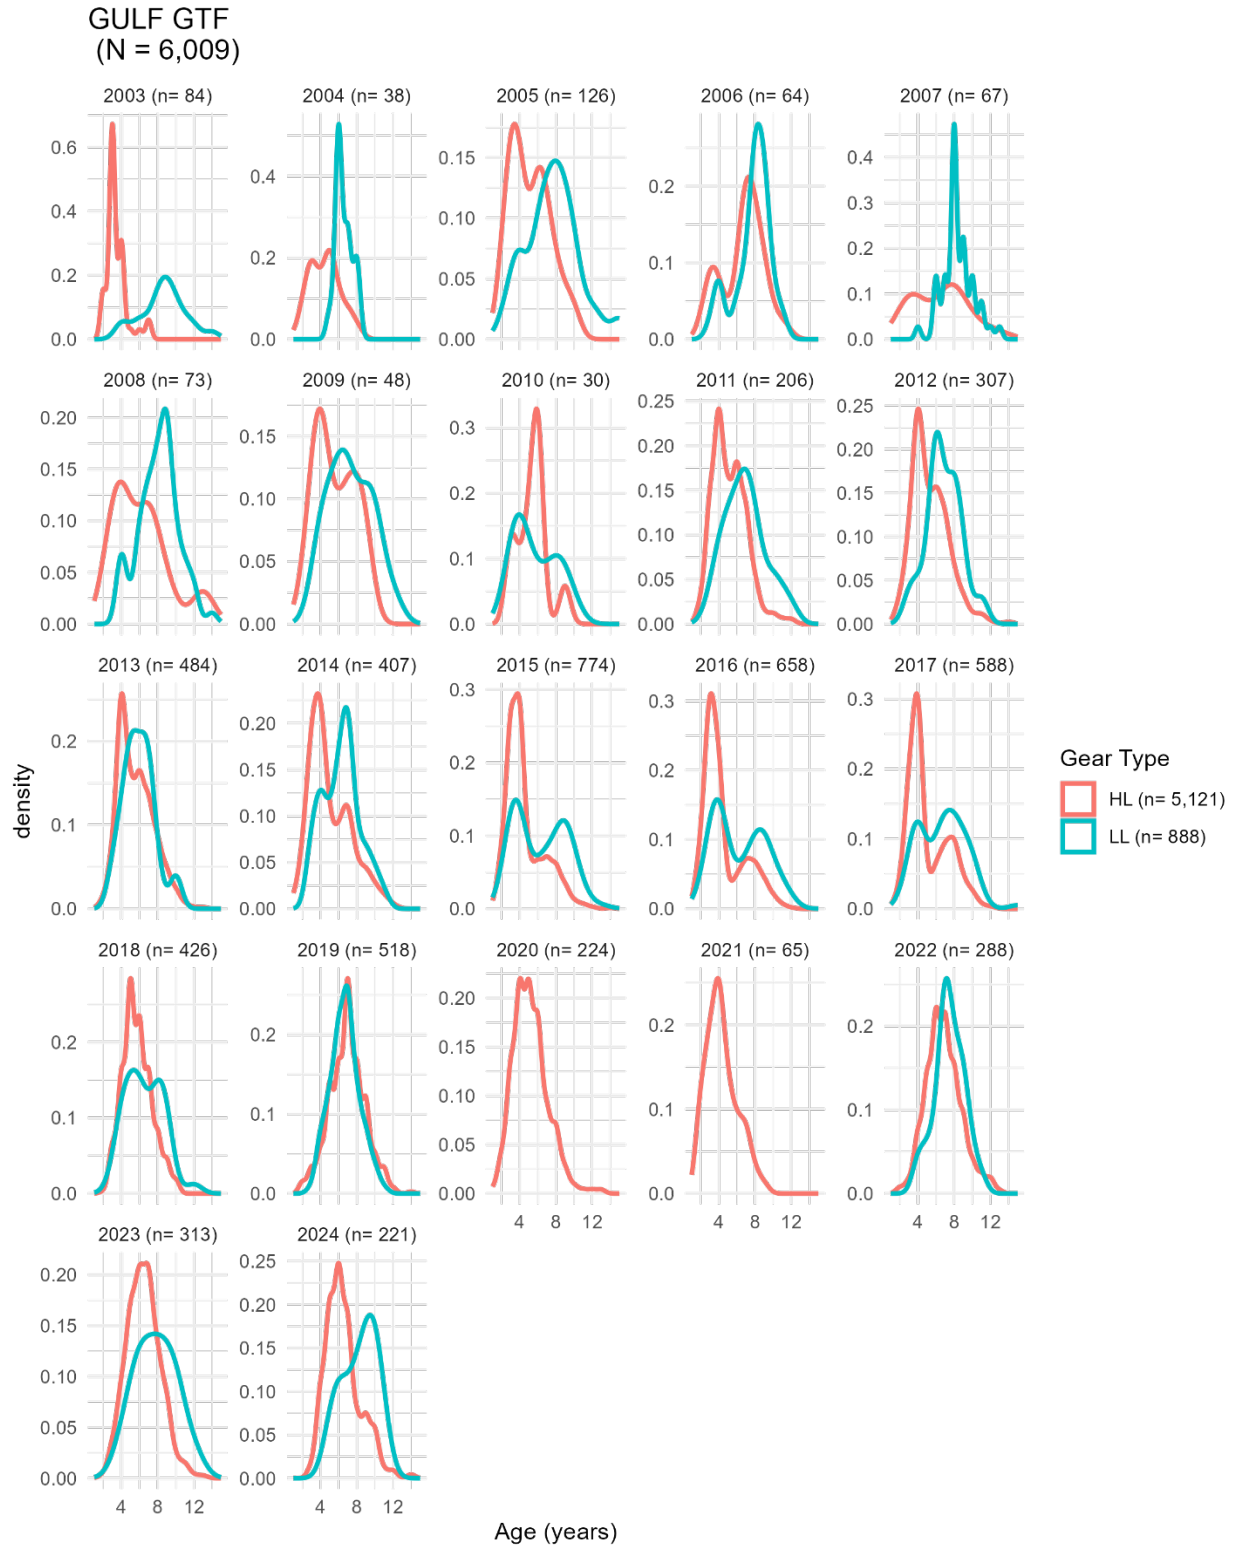 GULF GTF
(N = 6,009)
2003 (n= 84)
2004 (n= 38)
2005 (n= 126)
2006 (n= 64)
2007 (n= 67)
0.6
0.4
0.2
0.0
0.4
0.2
0.0
0.15
0.10
0.05
0.00
0.2
0.1
0.0
0.4
0.3
0.2
0.1
0.0
2008 (n= 73)
2009 (n= 48)
2010 (n= 30)
2011 (n= 206)
2012 (n= 307)
0.20
0.15
0.10
0.05
0.00
0.15
0.10
0.05
0.00
0.3
0.2
0.1
0.0
0.25
0.20
0.15
0.10
0.05
0.00
0.25
0.20
0.15
0.10
0.05
0.00
2013 (n= 484)
2014 (n= 407)
2015 (n= 774)
2016 (n= 658)
2017 (n= 588)
0.2
0.1
0.0
0.20
0.15
0.10
0.05
0.00
0.3
0.2
0.1
0.0
0.3
0.2
0.1
0.0
0.3
0.2
0.1
0.0
density
Gear Type
HL (n= 5,121)
LL (n= 888)
2018 (n= 426)
2019 (n= 518)
2020 (n= 224)
2021 (n= 65)
2022 (n= 288)
0.2
0.1
0.0
0.2
0.1
0.0
0.20
0.15
0.10
0.05
0.00
0.2
0.1
0.0
0.2
0.1
0.0
4 8 12
4 8 12
4 8 12
2023 (n= 313)
2024 (n= 221)
0.20
0.15
0.10
0.05
0.00
0.25
0.20
0.15
0.10
0.05
0.00
4 8 12
4 8 12
Age (years)